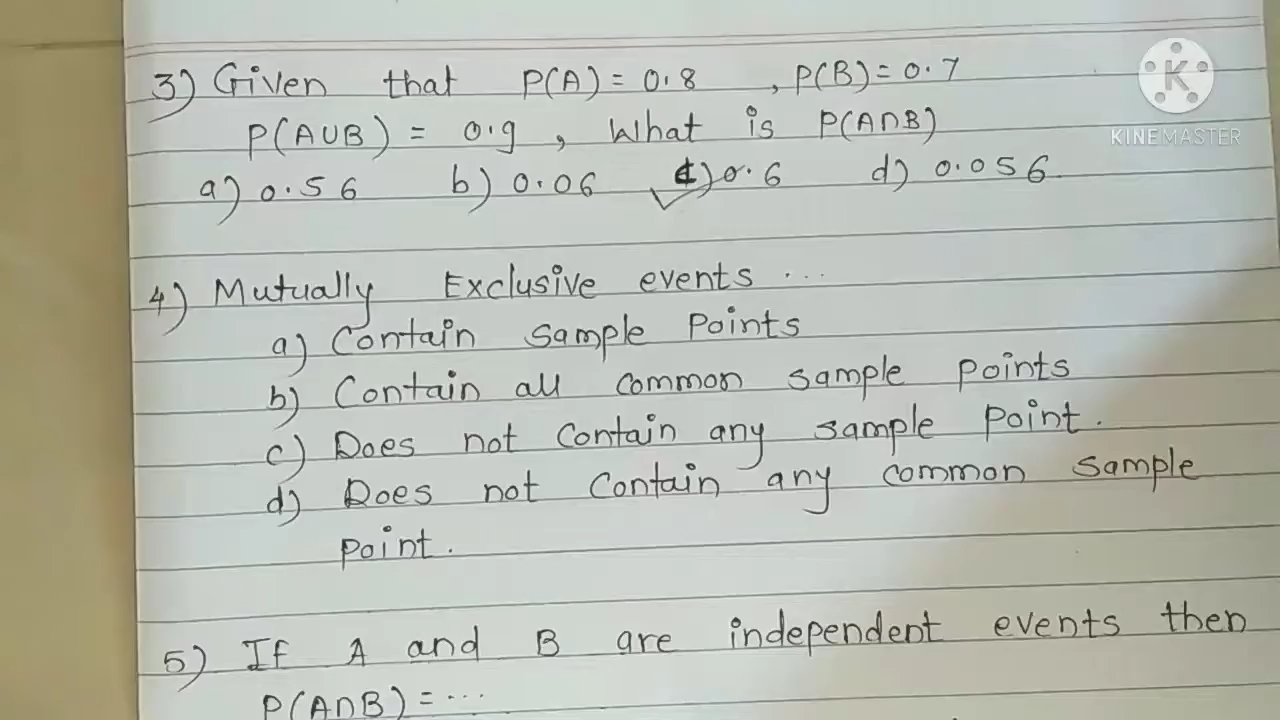 3) Given that P(A) = 0.8 , P(B) = 0.7
P(A∪B) = 0.9 , What is P(A∩B)
a) 0.56 b) 0.06 c) 0.6 d) 0.056
4) Mutually Exclusive events ...
a) Contain sample Points
b) Contain all common sample points
c) Does not Contain any sample point.
d) Does not Contain any common sample
point.
5) If A and B are independent events then
P(A∩B) = ...
K
KINEMASTER